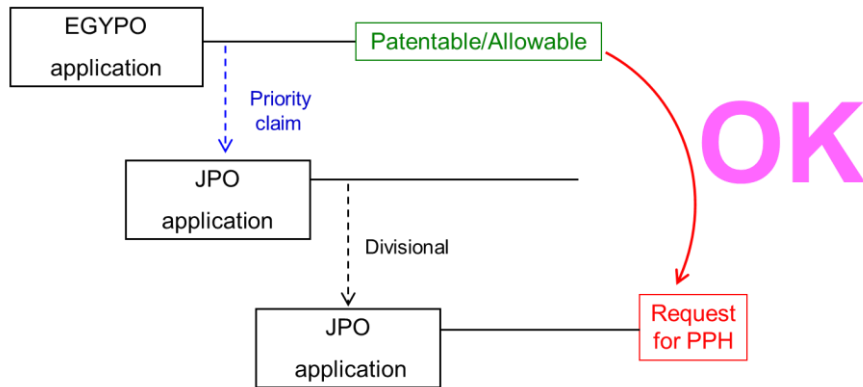 EGYPO
application
Patentable/Allowable
OK
Priority
claim
JPO
application
Divisional
JPO
application
Request
for PPH